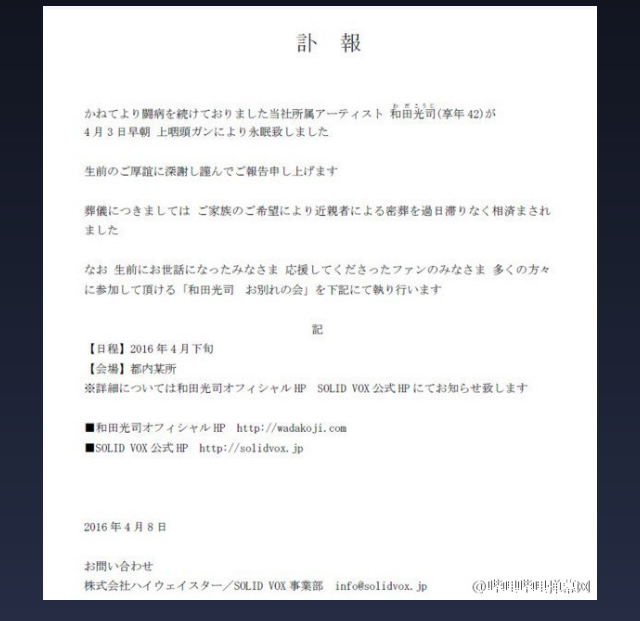 訃 報
かねてより闘病を続けておりました当社所属アーティスト 和田光司(享年 42)が
わだこうじ
4 月 3 日早朝 上咽頭ガンにより永眠致しました
生前のご厚誼に深謝し謹んでご報告申し上げます
葬儀につきましては ご家族のご希望により近親者による密葬を過日滞りなく相済まされ
ました
なお 生前にお世話になったみなさま 応援してくださったファンのみなさま 多くの方々
に参加して頂ける「和田光司 お別れの会」を下記にて執り行います
記
【日程】2016 年 4 月下旬
【会場】都内某所
※詳細については和田光司オフィシャル HP SOLID VOX 公式 HP にてお知らせ致します
■和田光司オフィシャル HP http://wadakoji.com
■SOLID VOX 公式 HP http://solidvox.jp
2016 年 4 月 8 日
お問い合わせ
株式会社ハイウェイスター／SOLID VOX 事業部 info@solidvox.jp
@哔哩哔哩弹幕网